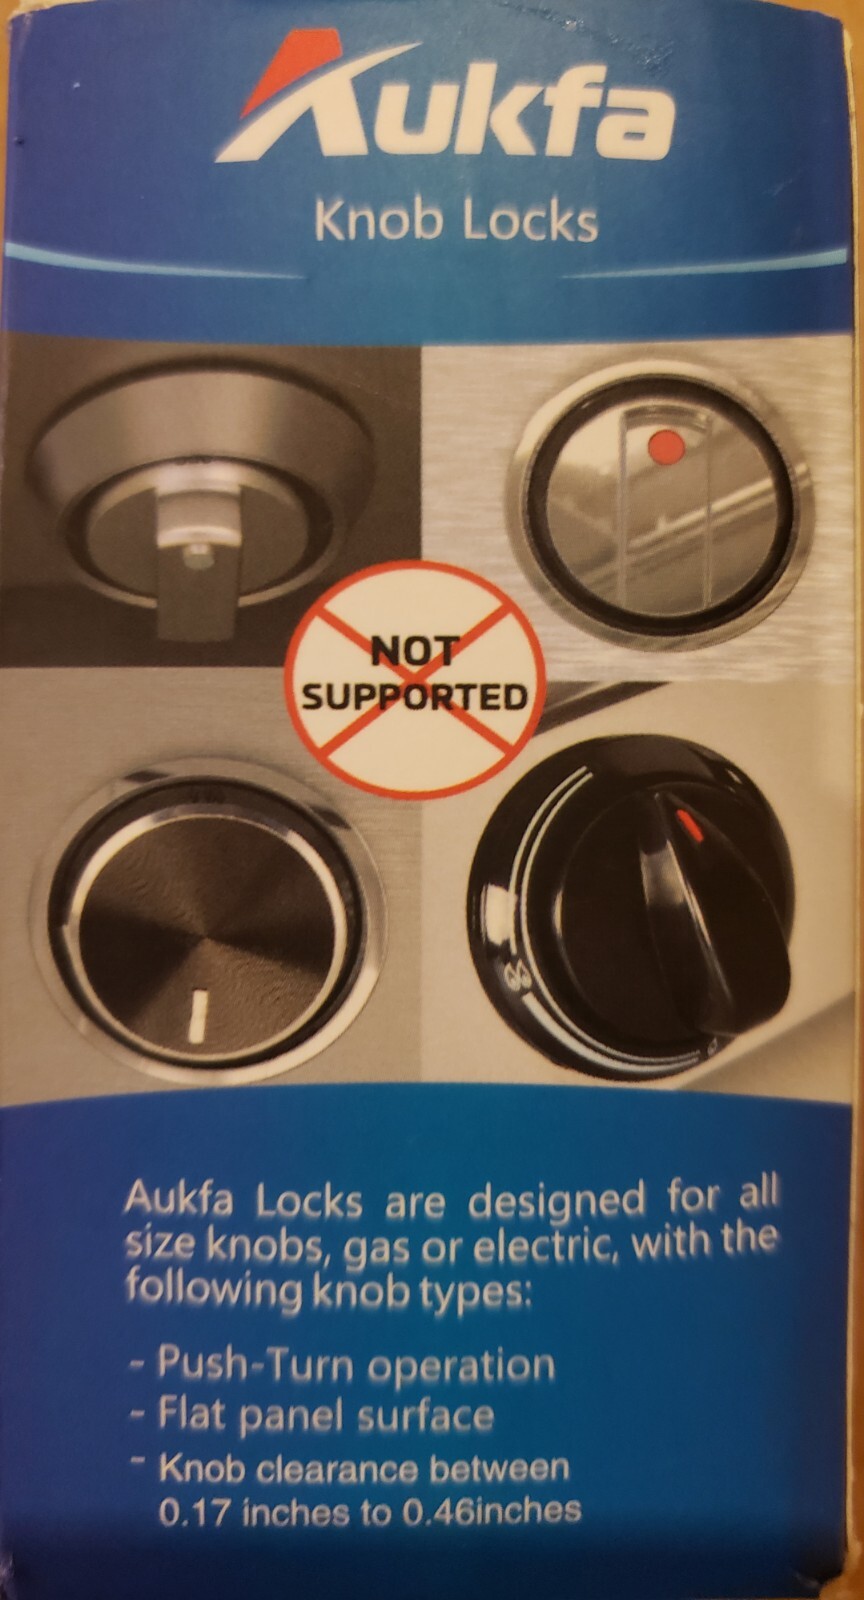 Aukfa
Knob Locks
NOT
SUPPORTED
Aukfa Locks are designed for all
size knobs, gas or electric, with the
following knob types:
- Push-Turn operation
- Flat panel surface
- Knob clearance between
0.17 inches to 0.46inches